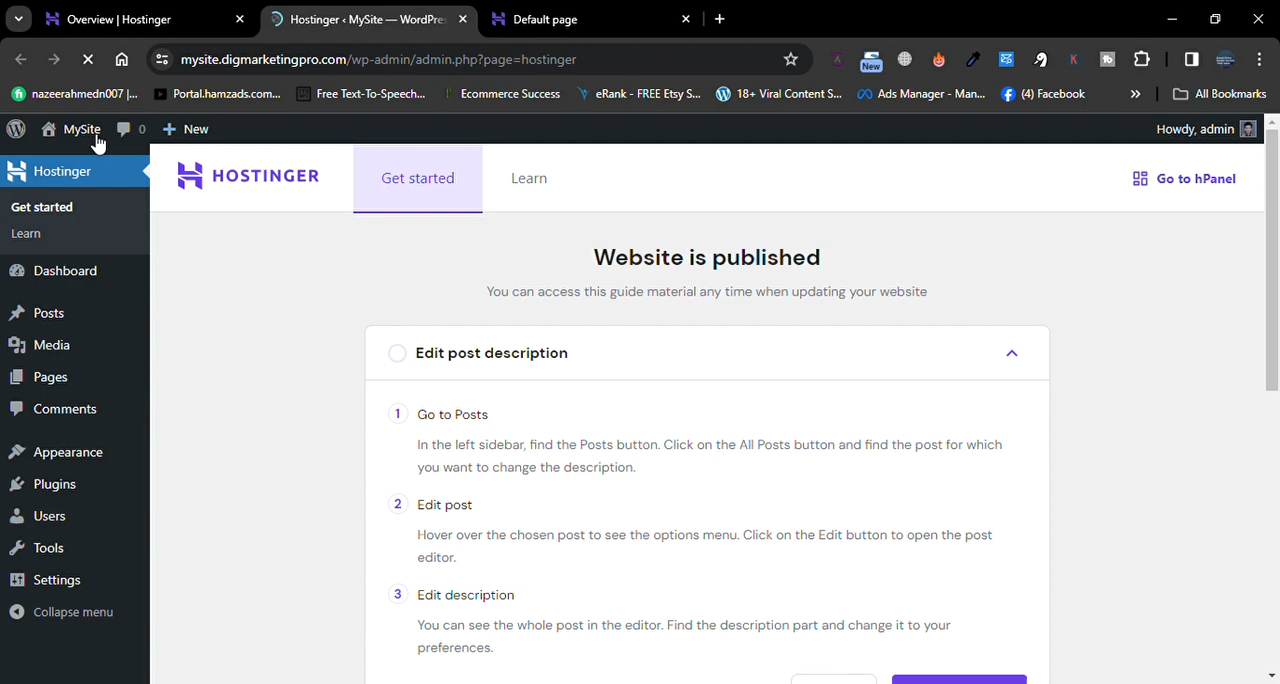 Overview | Hostinger
Hostinger ‹ MySite — WordPre
Default page
mysite.digmarketingpro.com/wp-admin/admin.php?page=hostinger
New
nazeerahmedn007 |...
Portal.hamzads.com...
Free Text-To-Speech...
Ecommerce Success
eRank - FREE Etsy S...
18+ Viral Content S...
Ads Manager - Man...
(4) Facebook
»
All Bookmarks
MySite
0
New
Howdy, admin
Hostinger
HOSTINGER
Get started
Learn
Go to hPanel
Get started
Learn
Dashboard
Posts
Media
Pages
Comments
Appearance
Plugins
Users
Tools
Settings
Collapse menu
Website is published
You can access this guide material any time when updating your website
Edit post description
1 Go to Posts
In the left sidebar, find the Posts button. Click on the All Posts button and find the post for which
you want to change the description.
2 Edit post
Hover over the chosen post to see the options menu. Click on the Edit button to open the post
editor.
3 Edit description
You can see the whole post in the editor. Find the description part and change it to your
preferences.